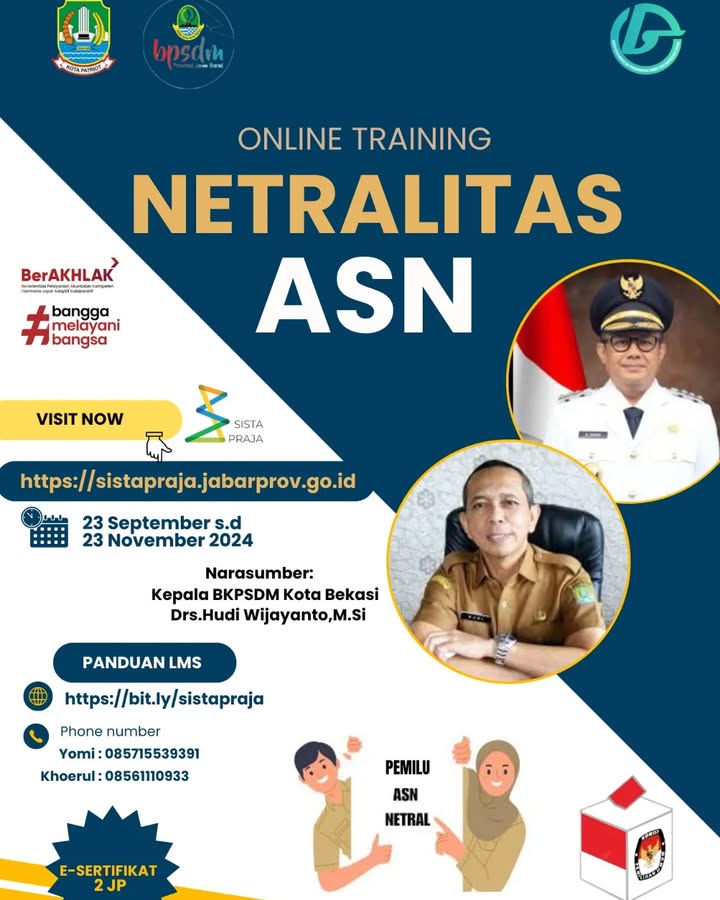 KOTA PATRIOT
bpsdm
Provinsi Jawa Barat
ONLINE TRAINING
NETRALITAS
ASN
BerAKHLAK
Berorientasi Pelayanan Akuntabel Kompeten
Harmonis Loyal Adaptif Kolaboratif
#bangga
melayani
bangsa
VISIT NOW
SISTA
PRAJA
https://sistapraja.jabarprov.go.id
23 September s.d
23 November 2024
Narasumber:
Kepala BKPSDM Kota Bekasi
Drs.Hudi Wijayanto,M.Si
PANDUAN LMS
https://bit.ly/sistapraja
Phone number
Yomi : 085715539391
Khoerul : 08561110933
PEMILU
ASN
NETRAL
KOMISI
E-SERTIFIKAT
2 JP